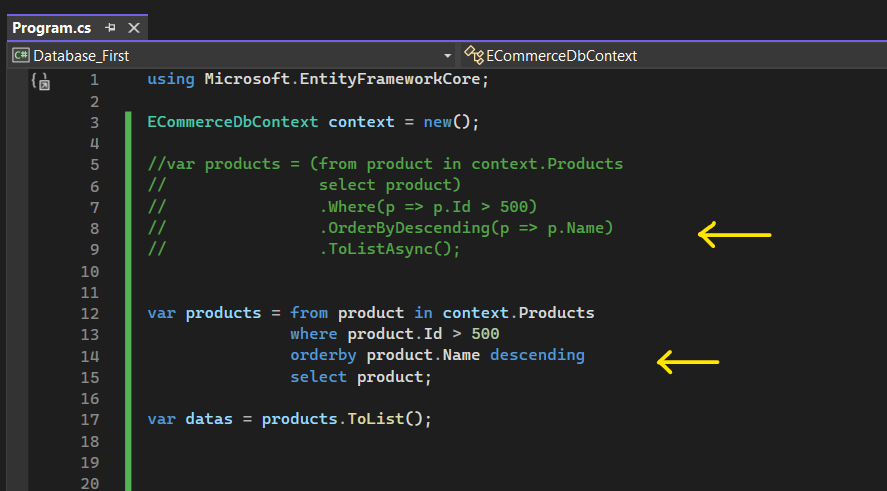 Program.cs
C# Database_First ECommerceDbContext
1 using Microsoft.EntityFrameworkCore;
2
3 ECommerceDbContext context = new();
4
5 //var products = (from product in context.Products
6 //                select product)
7 //                .Where(p => p.Id > 500)
8 //                .OrderByDescending(p => p.Name)
9 //                .ToListAsync();
10
11
12 var products = from product in context.Products
13                where product.Id > 500
14                orderby product.Name descending
15                select product;
16
17 var datas = products.ToList();
18
19
20